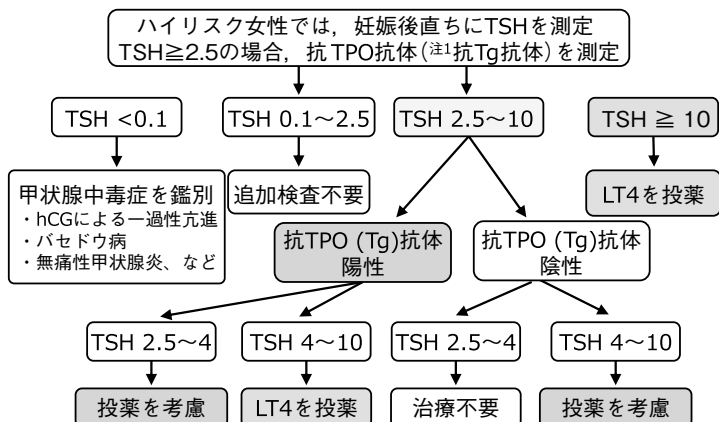 ハイリスク女性では，妊娠後直ちにTSHを測定
TSH≧2.5の場合，抗TPO抗体(注1抗Tg抗体)を測定
TSH <0.1
TSH 0.1～2.5
TSH 2.5～10
TSH ≧ 10
甲状腺中毒症を鑑別
・hCGによる一過性亢進
・バセドウ病
・無痛性甲状腺炎、など
追加検査不要
LT4を投薬
抗TPO (Tg)抗体
陽性
抗TPO (Tg)抗体
陰性
TSH 2.5～4
TSH 4～10
TSH 2.5～4
TSH 4～10
投薬を考慮
LT4を投薬
治療不要
投薬を考慮